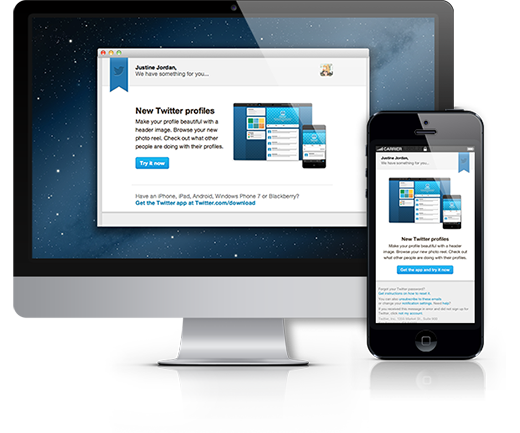 Justine Jordan,
We have something for you...
New Twitter profiles
Make your profile beautiful with a
header image. Browse your new
photo reel. Check out what other
people are doing with their profiles.
Try it now
Have an iPhone, iPad, Android, Windows Phone 7 or Blackberry?
Get the Twitter app at Twitter.com/download
CARRIER
Justine Jordan,
We have something for you...
New Twitter profiles
Make your profile beautiful with a header
image. Browse your new photo reel. Check out
what other people are doing with their profiles.
Get the app and try it now
Forgot your Twitter password?
Get instructions on how to reset it.
You can also unsubscribe to these emails
or change your notification settings. Need help?
If you received this message in error and did not sign up for
Twitter, click not my account.